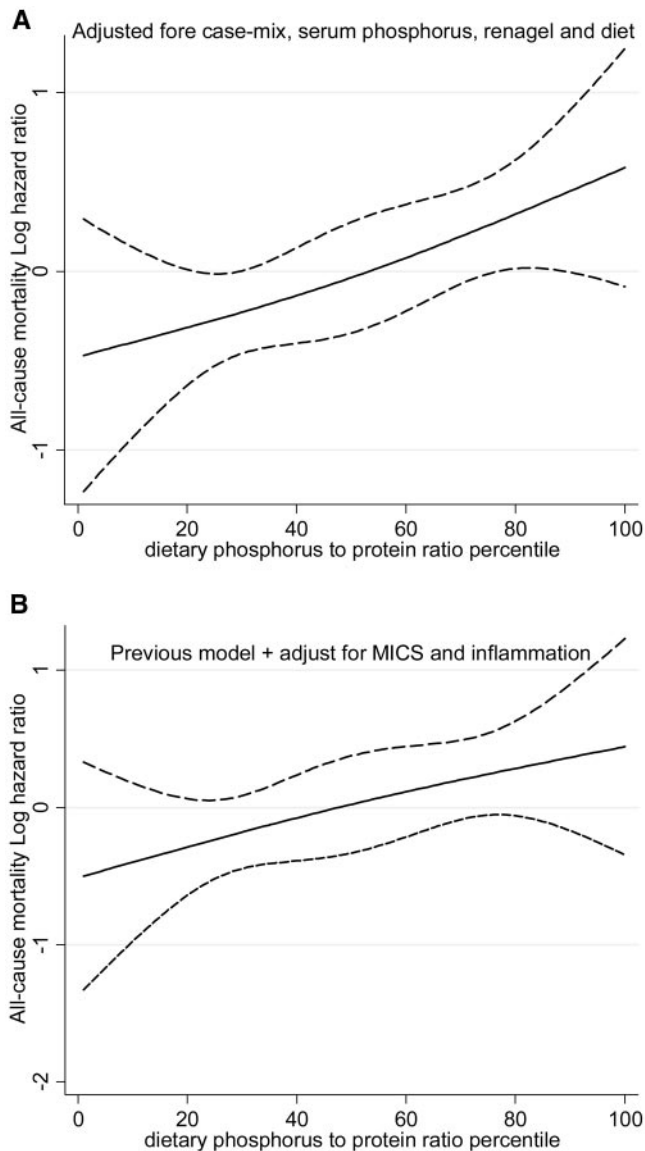 A
Adjusted fore case-mix, serum phosphorus, renagel and diet
All-cause mortality Log hazard ratio
1
0
-1
0 20 40 60 80 100
dietary phosphorus to protein ratio percentile
B
Previous model + adjust for MICS and inflammation
All-cause mortality Log hazard ratio
1
0
-1
-2
0 20 40 60 80 100
dietary phosphorus to protein ratio percentile